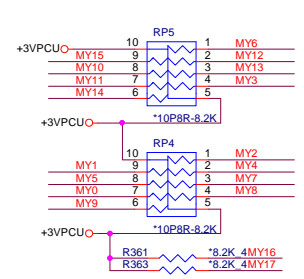 RP5
+3VPCU 10 1 MY6
MY15 9 2 MY12
MY10 8 3 MY13
MY11 7 4 MY3
MY14 6 5
+3VPCU *10P8R-8.2K
RP4
10 1 MY2
MY1 9 2 MY4
MY5 8 3 MY7
MY0 7 4 MY8
MY9 6 5
+3VPCU *10P8R-8.2K
R361 *8.2K_4 MY16
R363 *8.2K_4 MY17